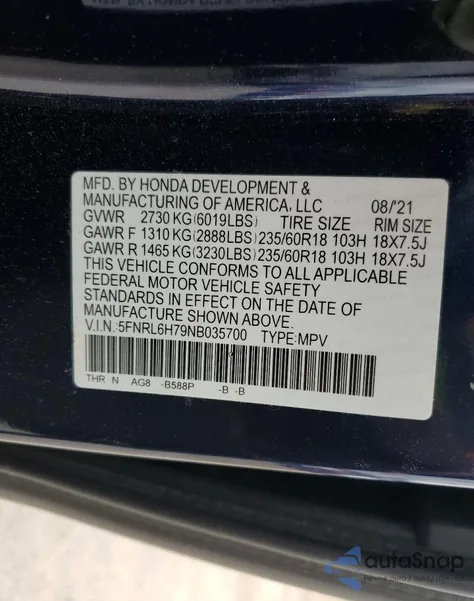 MFD. BY HONDA DEVELOPMENT &
MANUFACTURING OF AMERICA, LLC 08/'21
GVWR 2730 KG(6019LBS) TIRE SIZE RIM SIZE
GAWR F 1310 KG(2888LBS) 235/60R18 103H 18X7.5J
GAWR R 1465 KG(3230LBS) 235/60R18 103H 18X7.5J
THIS VEHICLE CONFORMS TO ALL APPLICABLE
FEDERAL MOTOR VEHICLE SAFETY
STANDARDS IN EFFECT ON THE DATE OF
MANUFACTURE SHOWN ABOVE.
V.I.N.:5FNRL6H79NB035700 TYPE:MPV
THR N AG8 -B588P -B -B
autoSnap